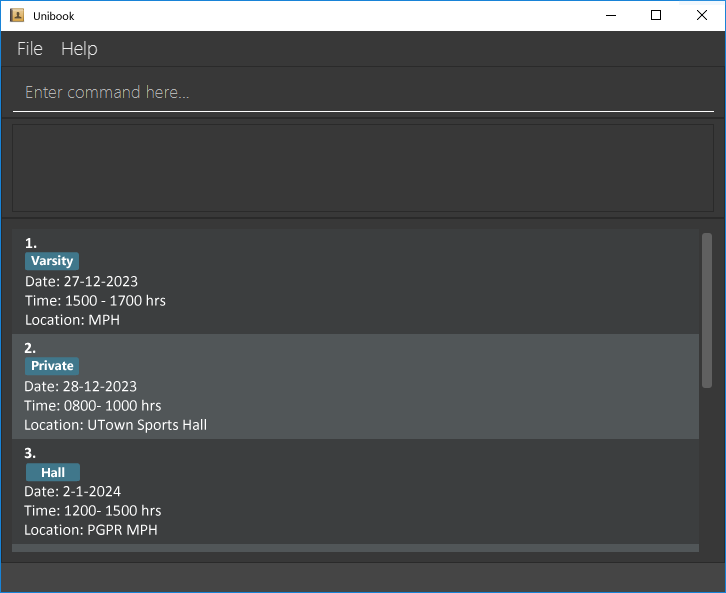 Unibook
File Help
Enter command here...
1.
Varsity
Date: 27-12-2023
Time: 1500 - 1700 hrs
Location: MPH
2.
Private
Date: 28-12-2023
Time: 0800- 1000 hrs
Location: UTown Sports Hall
3.
Hall
Date: 2-1-2024
Time: 1200- 1500 hrs
Location: PGPR MPH